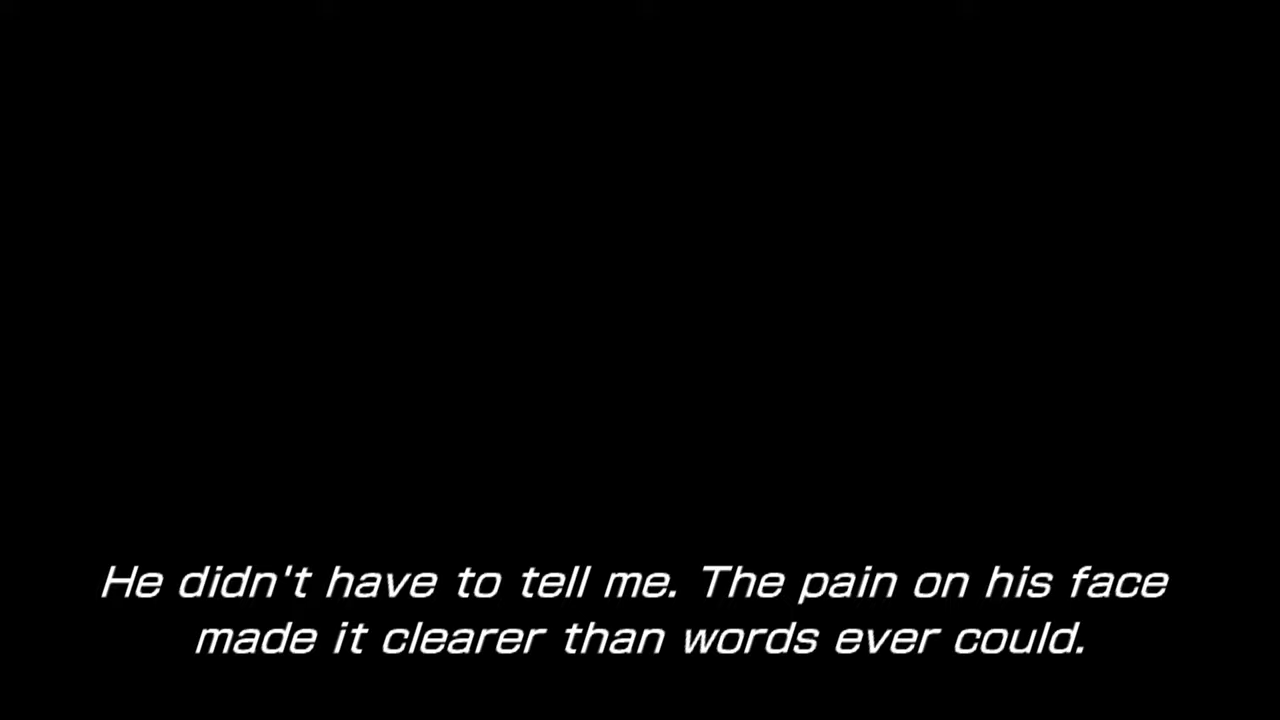 He didn't have to tell me. The pain on his face
made it clearer than words ever could.